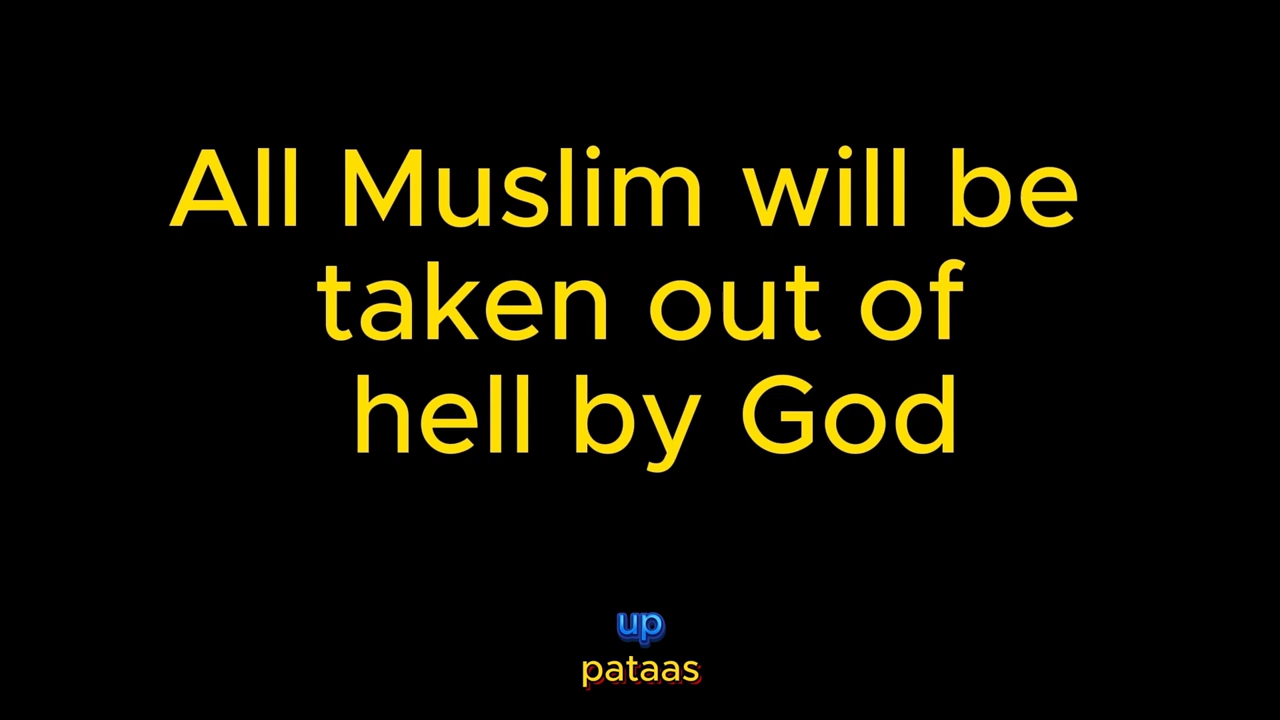 All Muslim will be
taken out of
hell by God
up
pataas